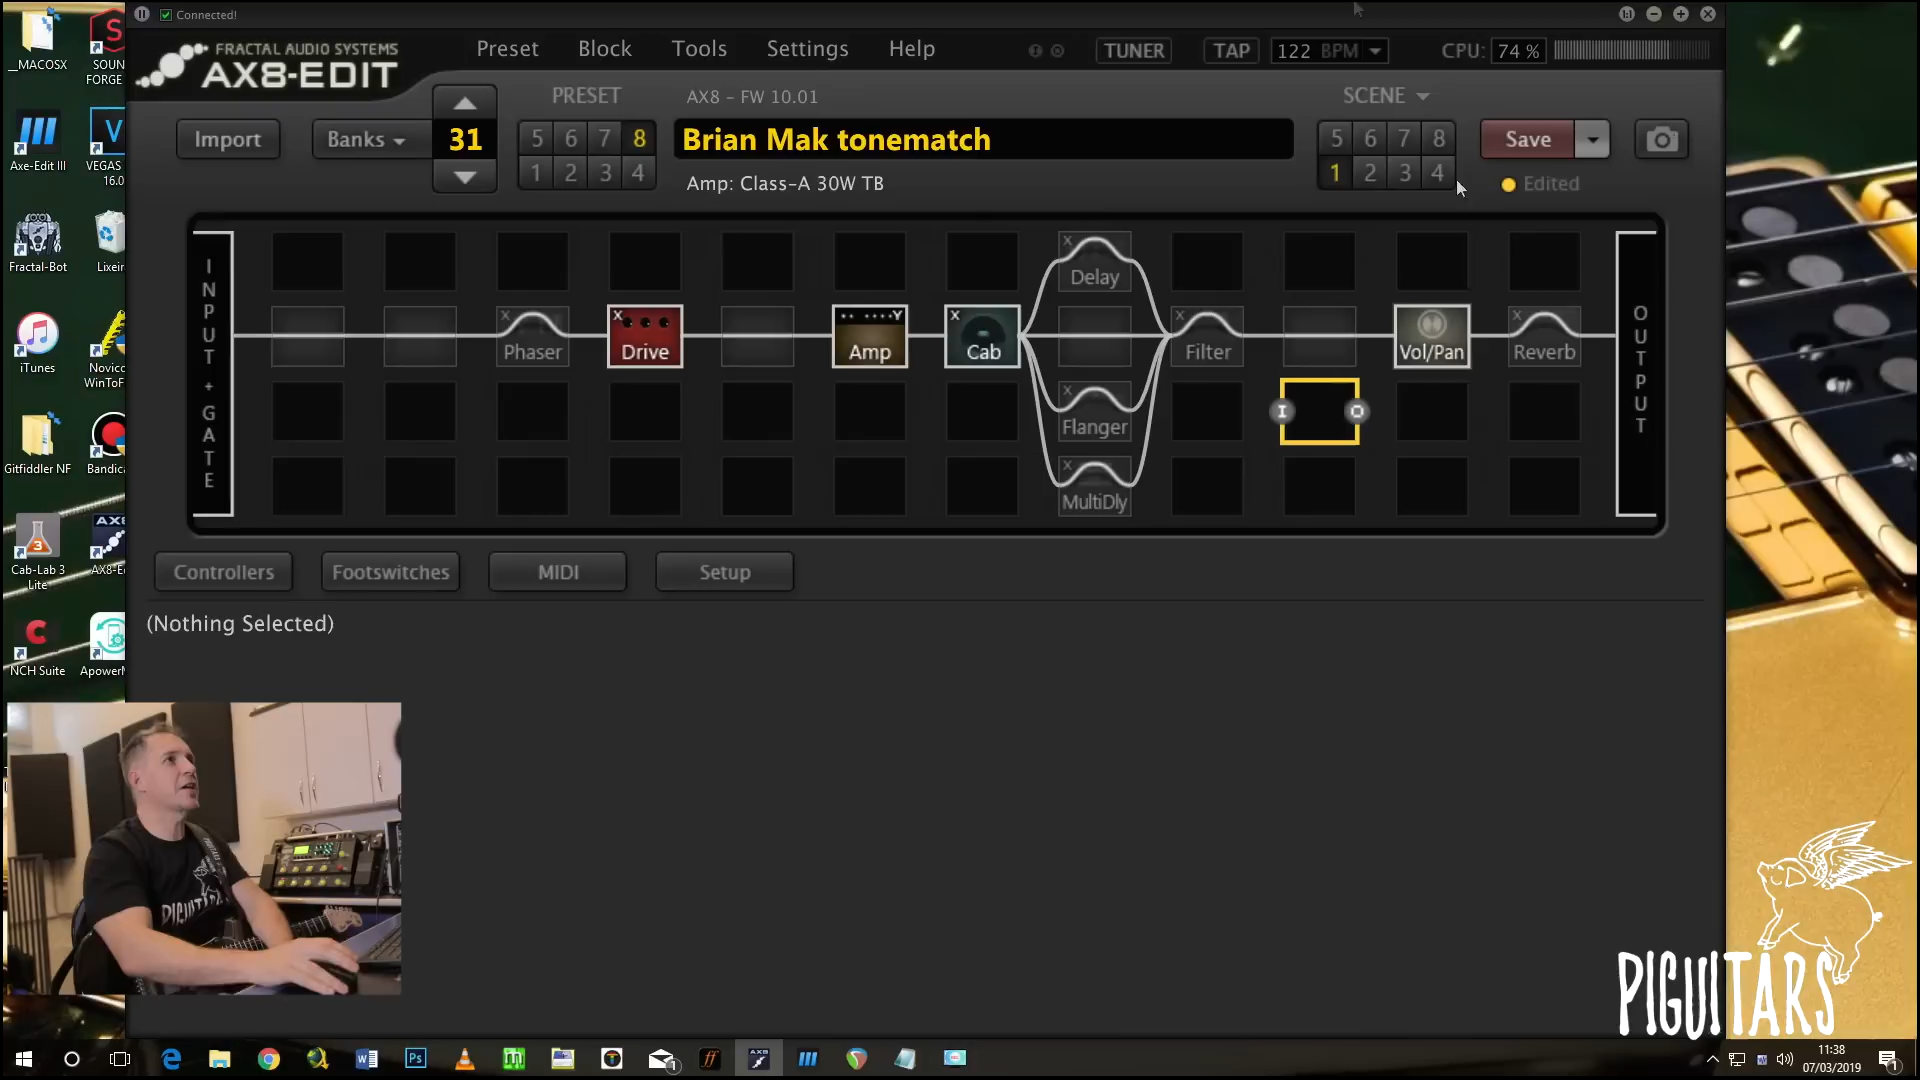 Connected!
FRACTAL AUDIO SYSTEMS
AX8-EDIT
Preset Block Tools Settings Help
TUNER TAP 122 BPM CPU: 74 %
PRESET AX8 - FW 10.01 SCENE
Import Banks 31
5 6 7 8
1 2 3 4
Brian Mak tonematch
Amp: Class-A 30W TB
5 6 7 8
1 2 3 4
Save
Edited
INPUT + GATE
Phaser
X Drive
Y Amp
X Cab
X Delay
X Flanger
X MultiDly
X Filter
I O
Vol/Pan
X Reverb
OUTPUT
Controllers Footswitches MIDI Setup
(Nothing Selected)
__MACOSX
SOUN
FORGE
Axe-Edit III
VEGAS
16.0
Fractal-Bot
Lixeir
iTunes
Novico
WinToF
Gitfiddler NF
Bandic
Cab-Lab 3
Lite
AX8
AX8-E
NCH Suite
ApowerM
PIGUITARS
PIGUITARS
11:38
07/03/2019